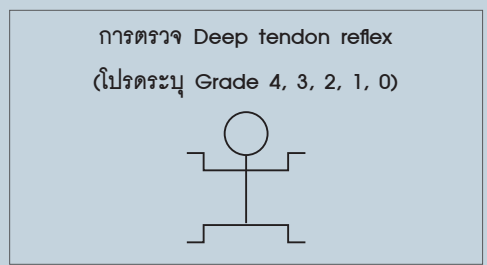 การตรวจ Deep tendon reflex
(โปรดระบุ Grade 4, 3, 2, 1, 0)